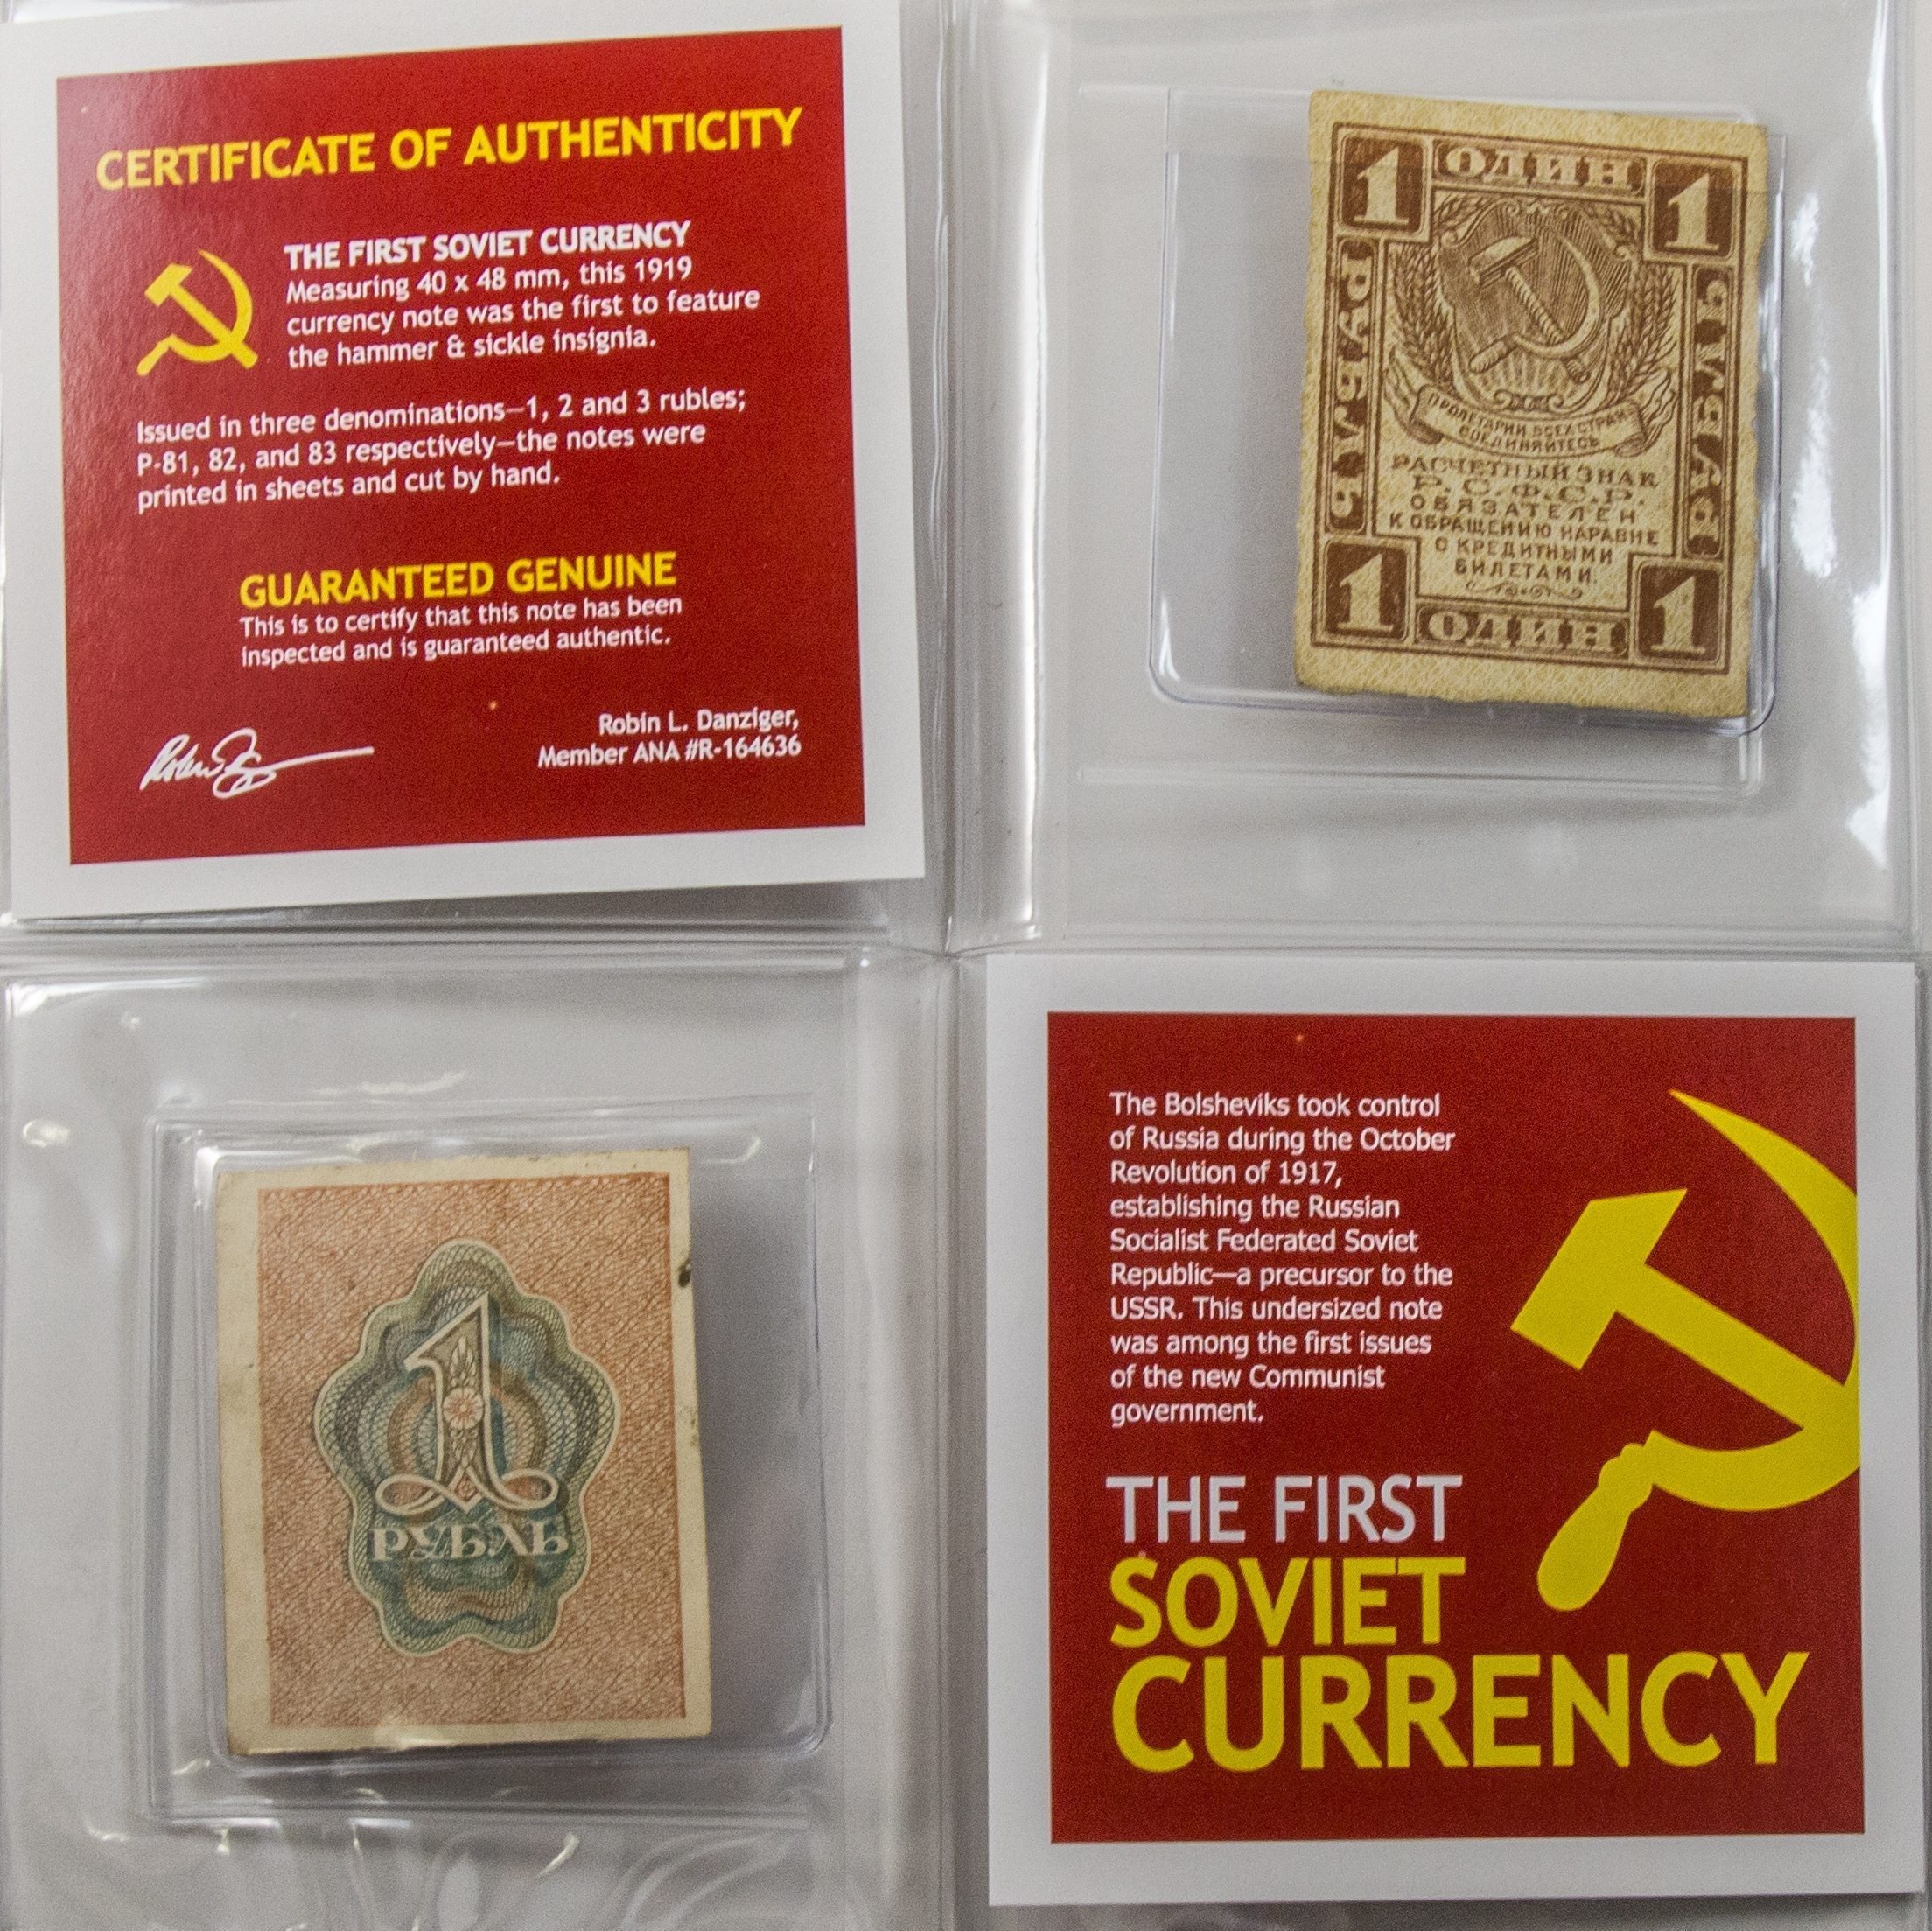 CERTIFICATE OF AUTHENTICITY
THE FIRST SOVIET CURRENCY
Measuring 40 x 48 mm, this 1919
currency note was the first to feature
the hammer & sickle insignia.
Issued in three denominations—1, 2 and 3 rubles;
P-81, 82, and 83 respectively—the notes were
printed in sheets and cut by hand.
GUARANTEED GENUINE
This is to certify that this note has been
inspected and is guaranteed authentic.
Robin L. Danziger,
Member ANA #R-164636
1 ОДИН 1
РУБЛЬ
РУБЛЬ
ПРОЛЕТАРИИ ВСЕХ СТРАН
СОЕДИНЯЙТЕСЬ
РАСЧЕТНЫЙ ЗНАК
Р.С.Ф.С.Р.
ОБЯЗАТЕЛЕН
К ОБРАЩЕНИЮ НАРАВНЕ
С КРЕДИТНЫМИ
БИЛЕТАМИ.
1 ОДИН 1
1
РУБЛЬ
The Bolsheviks took control
of Russia during the October
Revolution of 1917,
establishing the Russian
Socialist Federated Soviet
Republic—a precursor to the
USSR. This undersized note
was among the first issues
of the new Communist
government.
THE FIRST
SOVIET
CURRENCY